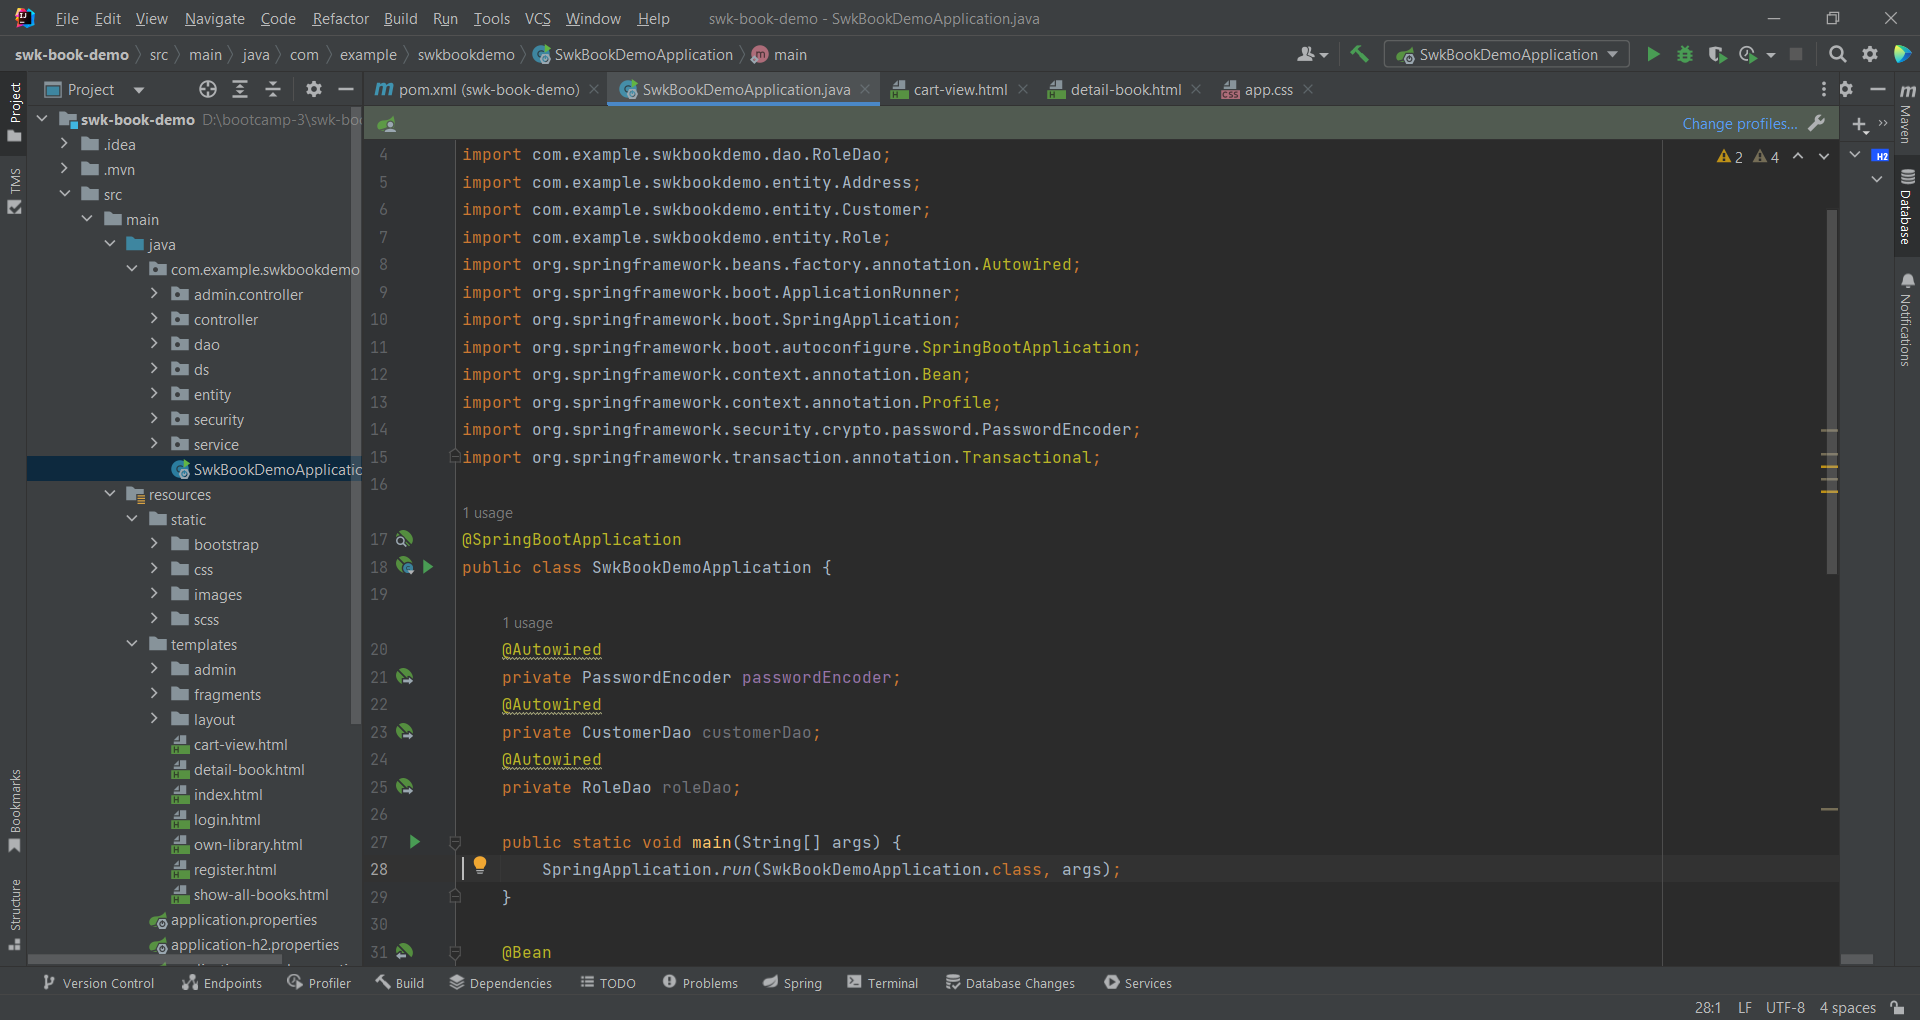 File Edit View Navigate Code Refactor Build Run Tools VCS Window Help swk-book-demo - SwkBookDemoApplication.java
swk-book-demo src main java com example swkbookdemo SwkBookDemoApplication main SwkBookDemoApplication
Project
pom.xml (swk-book-demo) SwkBookDemoApplication.java cart-view.html detail-book.html app.css
Change profiles...
2 4
Project
TMS
Bookmarks
Structure
swk-book-demo D:\bootcamp-3\swk-boo
.idea
.mvn
src
main
java
com.example.swkbookdemo
admin.controller
controller
dao
ds
entity
security
service
SwkBookDemoApplicatio
resources
static
bootstrap
css
images
scss
templates
admin
fragments
layout
cart-view.html
detail-book.html
index.html
login.html
own-library.html
register.html
show-all-books.html
application.properties
application-h2.properties
4 import com.example.swkbookdemo.dao.RoleDao;
5 import com.example.swkbookdemo.entity.Address;
6 import com.example.swkbookdemo.entity.Customer;
7 import com.example.swkbookdemo.entity.Role;
8 import org.springframework.beans.factory.annotation.Autowired;
9 import org.springframework.boot.ApplicationRunner;
10 import org.springframework.boot.SpringApplication;
11 import org.springframework.boot.autoconfigure.SpringBootApplication;
12 import org.springframework.context.annotation.Bean;
13 import org.springframework.context.annotation.Profile;
14 import org.springframework.security.crypto.password.PasswordEncoder;
15 import org.springframework.transaction.annotation.Transactional;
16
1 usage
17 @SpringBootApplication
18 public class SwkBookDemoApplication {
19
1 usage
20 @Autowired
21 private PasswordEncoder passwordEncoder;
22 @Autowired
23 private CustomerDao customerDao;
24 @Autowired
25 private RoleDao roleDao;
26
27 public static void main(String[] args) {
28 SpringApplication.run(SwkBookDemoApplication.class, args);
29 }
30
31 @Bean
H2
m
Maven
Database
Notifications
Version Control Endpoints Profiler Build Dependencies TODO Problems Spring Terminal Database Changes Services
28:1 LF UTF-8 4 spaces